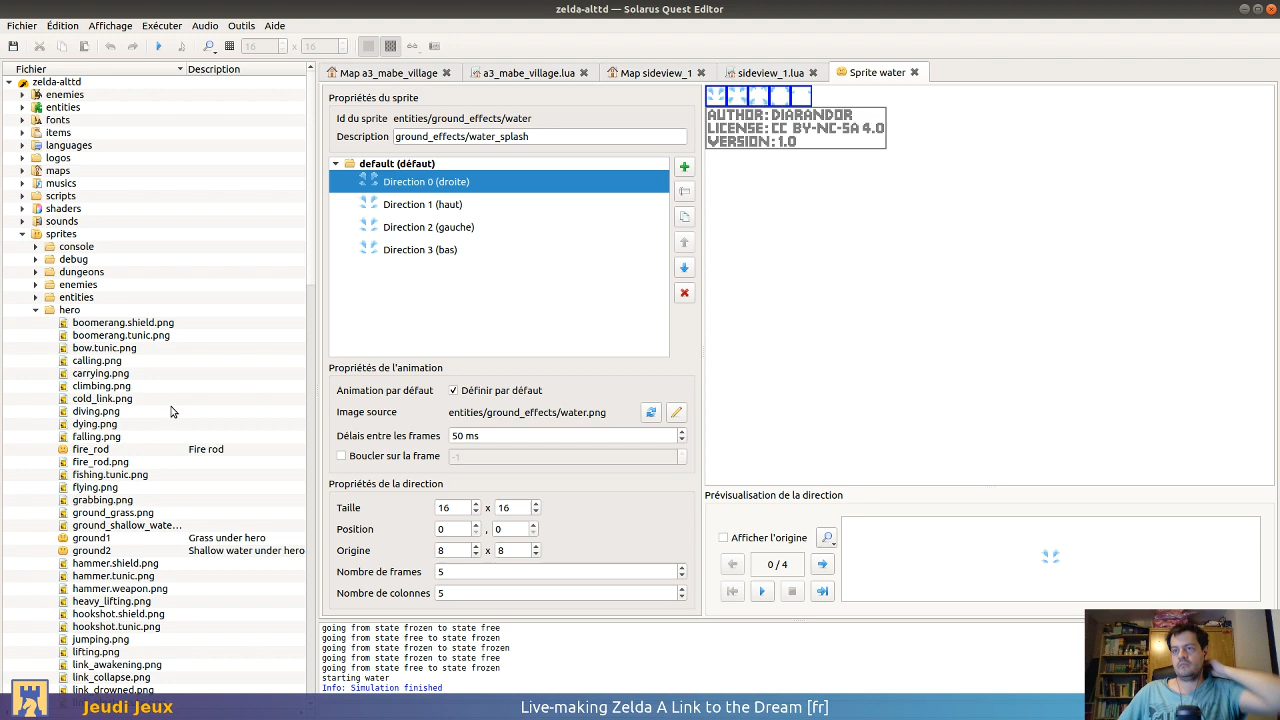 zelda-alttd — Solarus Quest Editor
Fichier Édition Affichage Exécuter Audio Outils Aide
16 x 16
Fichier Description
Map a3_mabe_village a3_mabe_village.lua Map sideview_1 sideview_1.lua Sprite water
zelda-alttd
enemies
entities
fonts
items
languages
logos
maps
musics
scripts
shaders
sounds
sprites
console
debug
dungeons
enemies
entities
hero
boomerang.shield.png
boomerang.tunic.png
bow.tunic.png
calling.png
carrying.png
climbing.png
cold_link.png
diving.png
dying.png
falling.png
fire_rod Fire rod
fire_rod.png
fishing.tunic.png
flying.png
grabbing.png
ground_grass.png
ground_shallow_wate...
ground1 Grass under hero
ground2 Shallow water under hero
hammer.shield.png
hammer.tunic.png
hammer.weapon.png
heavy_lifting.png
hookshot.shield.png
hookshot.tunic.png
jumping.png
lifting.png
link_awakening.png
link_collapse.png
link_drowned.png
Propriétés du sprite
Id du sprite entities/ground_effects/water
Description ground_effects/water_splash
default (défaut)
Direction 0 (droite)
Direction 1 (haut)
Direction 2 (gauche)
Direction 3 (bas)
Propriétés de l'animation
Animation par défaut Définir par défaut
Image source entities/ground_effects/water.png
Délais entre les frames 50 ms
Boucler sur la frame -1
Propriétés de la direction
Taille 16 x 16
Position 0 , 0
Origine 8 x 8
Nombre de frames 5
Nombre de colonnes 5
AUTHOR: DIARANDOR
LICENSE: CC BY-NC-SA 4.0
VERSION: 1.0
Prévisualisation de la direction
Afficher l'origine
0 / 4
going from state frozen to state free
going from state free to state frozen
going from state frozen to state frozen
going from state frozen to state free
going from state free to state frozen
starting water
Info: Simulation finished
Jeudi Jeux
Live-making Zelda A Link to the Dream [fr]